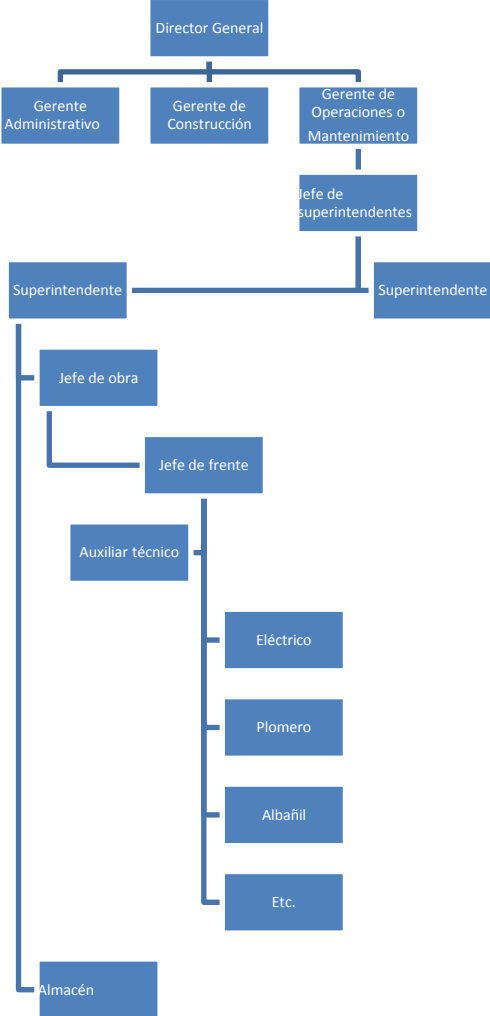 Director General
Gerente
Administrativo
Gerente de
Construcción
Gerente de
Operaciones o
Mantenimiento
Jefe de
superintendentes
Superintendente
Superintendente
Jefe de obra
Jefe de frente
Auxiliar técnico
Eléctrico
Plomero
Albañil
Etc.
Almacén